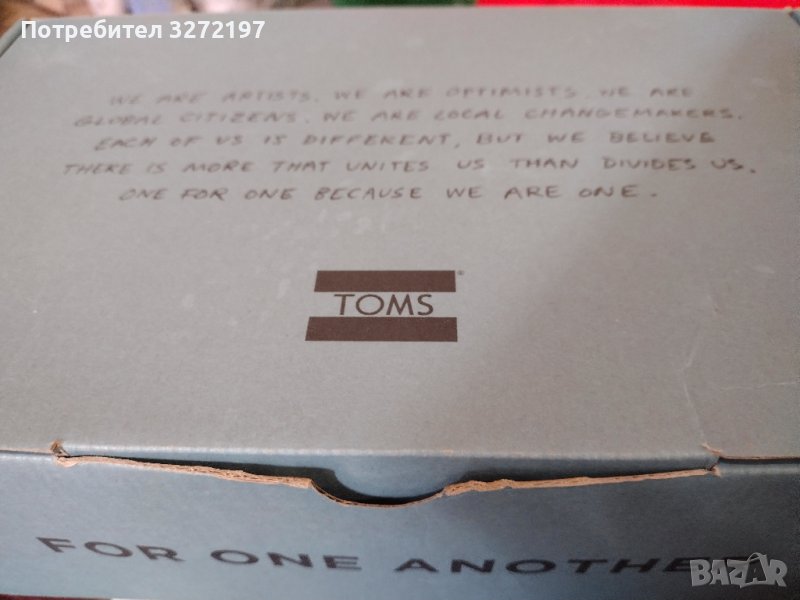 Потребител 3272197
WE ARE ARTISTS. WE ARE OPTIMISTS. WE ARE
GLOBAL CITIZENS. WE ARE LOCAL CHANGEMAKERS.
EACH OF US IS DIFFERENT, BUT WE BELIEVE
THERE IS MORE THAT UNITES US THAN DIVIDES US.
ONE FOR ONE BECAUSE WE ARE ONE.
TOMS
FOR ONE ANOTHER
BAZAR